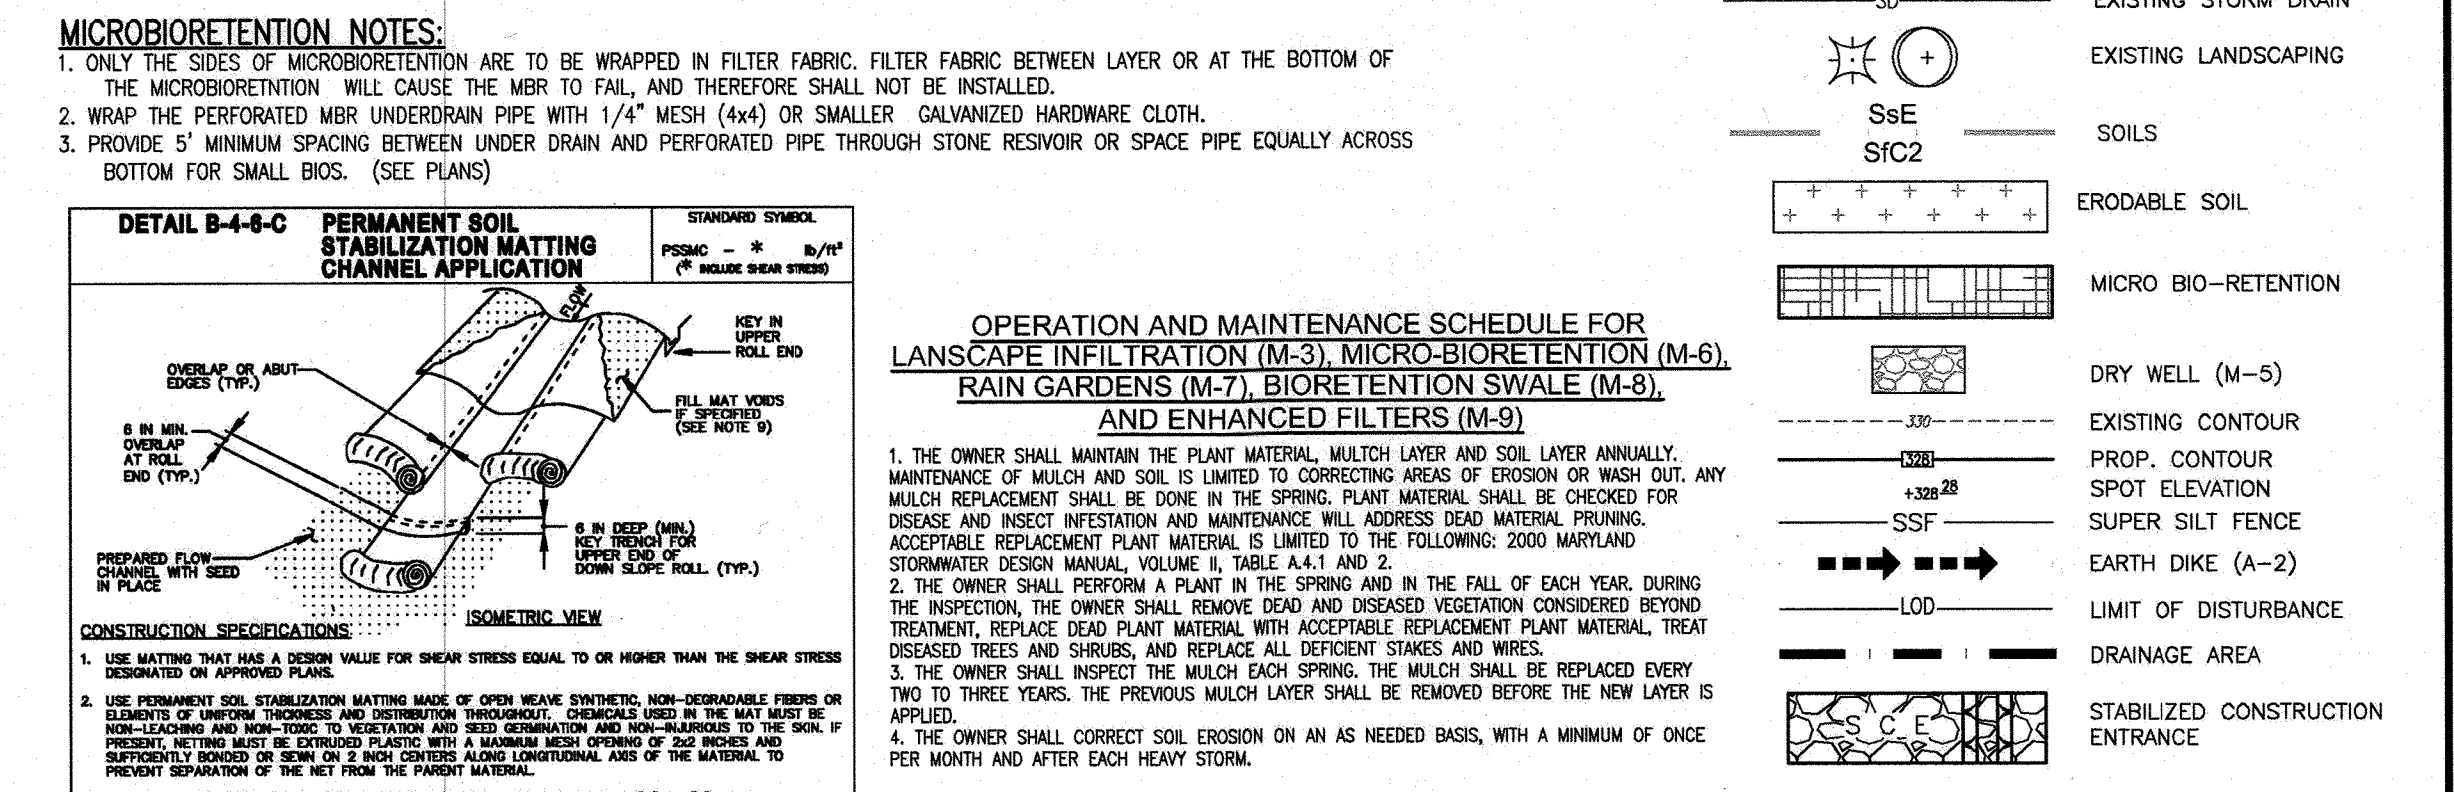 MICROBIORETENTION NOTES:
1. ONLY THE SIDES OF MICROBIORETENTION ARE TO BE WRAPPED IN FILTER FABRIC. FILTER FABRIC BETWEEN LAYER OR AT THE BOTTOM OF
THE MICROBIORETNTION WILL CAUSE THE MBR TO FAIL, AND THEREFORE SHALL NOT BE INSTALLED.
2. WRAP THE PERFORATED MBR UNDERDRAIN PIPE WITH 1/4" MESH (4x4) OR SMALLER GALVANIZED HARDWARE CLOTH.
3. PROVIDE 5' MINIMUM SPACING BETWEEN UNDER DRAIN AND PERFORATED PIPE THROUGH STONE RESIVOIR OR SPACE PIPE EQUALLY ACROSS
BOTTOM FOR SMALL BIOS. (SEE PLANS)
DETAIL B-4-6-C
PERMANENT SOIL
STABILIZATION MATTING
CHANNEL APPLICATION
STANDARD SYMBOL
PSSMC - * lb/ft²
(* INCLUDE SHEAR STRESS)
FLOW
KEY IN
UPPER
ROLL END
OVERLAP OR ABUT
EDGES (TYP.)
FILL MAT VOIDS
IF SPECIFIED
(SEE NOTE 9)
6 IN MIN.
OVERLAP
AT ROLL
END (TYP.)
6 IN DEEP (MIN.)
KEY TRENCH FOR
UPPER END OF
DOWN SLOPE ROLL (TYP.)
PREPARED FLOW
CHANNEL WITH SEED
IN PLACE
ISOMETRIC VIEW
CONSTRUCTION SPECIFICATIONS:
1. USE MATTING THAT HAS A DESIGN VALUE FOR SHEAR STRESS EQUAL TO OR HIGHER THAN THE SHEAR STRESS
DESIGNATED ON APPROVED PLANS.
2. USE PERMANENT SOIL STABILIZATION MATTING MADE OF OPEN WEAVE SYNTHETIC, NON-DEGRADABLE FIBERS OR
ELEMENTS OF UNIFORM THICKNESS AND DISTRIBUTION THROUGHOUT. CHEMICALS USED IN THE MAT MUST BE
NON-LEACHING AND NON-TOXIC TO VEGETATION AND SEED GERMINATION AND NON-INJURIOUS TO THE SKIN. IF
PRESENT, NETTING MUST BE EXTRUDED PLASTIC WITH A MAXIMUM MESH OPENING OF 2x2 INCHES AND
SUFFICIENTLY BONDED OR SEWN ON 2 INCH CENTERS ALONG LONGITUDINAL AXIS OF THE MATERIAL TO
PREVENT SEPARATION OF THE NET FROM THE PARENT MATERIAL.
OPERATION AND MAINTENANCE SCHEDULE FOR
LANSCAPE INFILTRATION (M-3), MICRO-BIORETENTION (M-6),
RAIN GARDENS (M-7), BIORETENTION SWALE (M-8),
AND ENHANCED FILTERS (M-9)
1. THE OWNER SHALL MAINTAIN THE PLANT MATERIAL, MULTCH LAYER AND SOIL LAYER ANNUALLY.
MAINTENANCE OF MULCH AND SOIL IS LIMITED TO CORRECTING AREAS OF EROSION OR WASH OUT. ANY
MULCH REPLACEMENT SHALL BE DONE IN THE SPRING. PLANT MATERIAL SHALL BE CHECKED FOR
DISEASE AND INSECT INFESTATION AND MAINTENANCE WILL ADDRESS DEAD MATERIAL PRUNING.
ACCEPTABLE REPLACEMENT PLANT MATERIAL IS LIMITED TO THE FOLLOWING: 2000 MARYLAND
STORMWATER DESIGN MANUAL, VOLUME II, TABLE A.4.1 AND 2.
2. THE OWNER SHALL PERFORM A PLANT IN THE SPRING AND IN THE FALL OF EACH YEAR. DURING
THE INSPECTION, THE OWNER SHALL REMOVE DEAD AND DISEASED VEGETATION CONSIDERED BEYOND
TREATMENT, REPLACE DEAD PLANT MATERIAL WITH ACCEPTABLE REPLACEMENT PLANT MATERIAL, TREAT
DISEASED TREES AND SHRUBS, AND REPLACE ALL DEFICIENT STAKES AND WIRES.
3. THE OWNER SHALL INSPECT THE MULCH EACH SPRING. THE MULCH SHALL BE REPLACED EVERY
TWO TO THREE YEARS. THE PREVIOUS MULCH LAYER SHALL BE REMOVED BEFORE THE NEW LAYER IS
APPLIED.
4. THE OWNER SHALL CORRECT SOIL EROSION ON AN AS NEEDED BASIS, WITH A MINIMUM OF ONCE
PER MONTH AND AFTER EACH HEAVY STORM.
SD EXISTING STORM DRAIN
EXISTING LANDSCAPING
SsE
SfC2
SOILS
ERODABLE SOIL
MICRO BIO-RETENTION
DRY WELL (M-5)
330 EXISTING CONTOUR
328 PROP. CONTOUR
+328.28 SPOT ELEVATION
SSF SUPER SILT FENCE
EARTH DIKE (A-2)
LOD LIMIT OF DISTURBANCE
DRAINAGE AREA
SCE
STABILIZED CONSTRUCTION
ENTRANCE